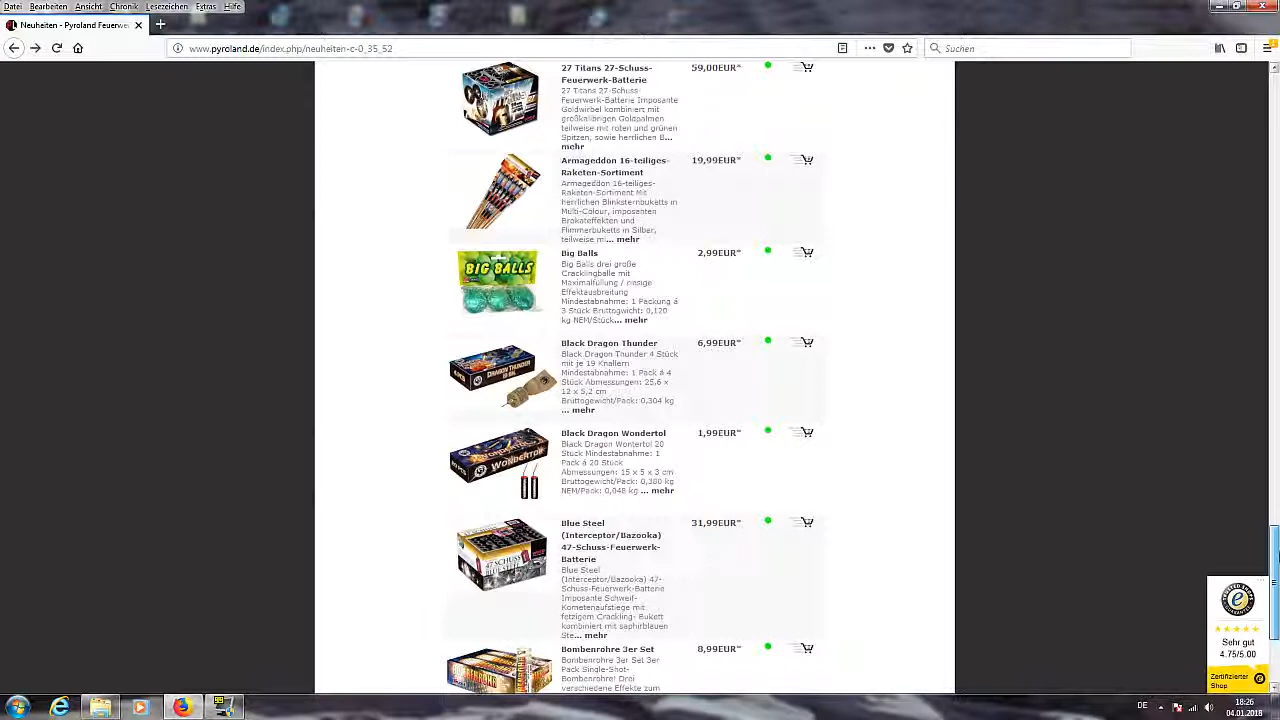 Datei Bearbeiten Ansicht Chronik Lesezeichen Extras Hilfe
Neuheiten - Pyroland Feuerwe
www.pyroland.de/index.php/neuheiten-c-0_35_52
Suchen
27 Titans 27-Schuss-
Feuerwerk-Batterie
59,00EUR*
27 Titans 27-Schuss
Feuerwerk-Batterie Imposante
Goldwirbel kombiniert mit
großkalibrigen Goldpalmen
teilweise mit roten und grünen
Spitzen, sowie herrlichen B...
mehr
Armageddon 16-teiliges-
Raketen-Sortiment
19,99EUR*
Armageddon 16-teiliges-
Raketen-Sortiment Mit
herrlichen Blinksternbuketts in
Multi-Colour, imposanten
Brokateffekten und
Flimmerbuketts in Silber,
teilweise mi... mehr
BIG BALLS
Big Balls
2,99EUR*
Big Balls drei große
Cracklingbälle mit
Maximalfüllung / riesige
Effektausbreitung
Mindestabnahme: 1 Packung á
3 Stück Bruttogwicht: 0,120
kg NEM/Stück... mehr
DRAGON THUNDER
Black Dragon Thunder
6,99EUR*
Black Dragon Thunder 4 Stück
mit je 19 Knallern
Mindestabnahme: 1 Pack á 4
Stück Abmessungen: 25,6 x
12 x 5,2 cm
Bruttogewicht/Pack: 0,304 kg
... mehr
WONDERTOL
Black Dragon Wondertol
1,99EUR*
Black Dragon Wontertol 20
Stück Mindestabnahme: 1
Pack á 20 Stück
Abmessungen: 15 x 5 x 3 cm
Bruttogewicht/Pack: 0,380 kg
NEM/Pack: 0,048 kg ... mehr
47 SCHUSS
BLUE STEEL
Blue Steel
(Interceptor/Bazooka)
47-Schuss-Feuerwerk-
Batterie
31,99EUR*
Blue Steel
(Interceptor/Bazooka) 47-
Schuss-Feuerwerk-Batterie
Imposante Schweif-
Kometenaufstiege mit
fetzigem Crackling- Bukett
kombiniert mit saphirblauen
Ste... mehr
Bombenrohre 3er Set
8,99EUR*
Bombenrohre 3er Set 3er
Pack Single-Shot-
Bombenrohre! Drei
verschiedene Effekte zum
Sehr gut
4.75/5.00
Zertifizierter
Shop
DE
18:26
04.01.2018